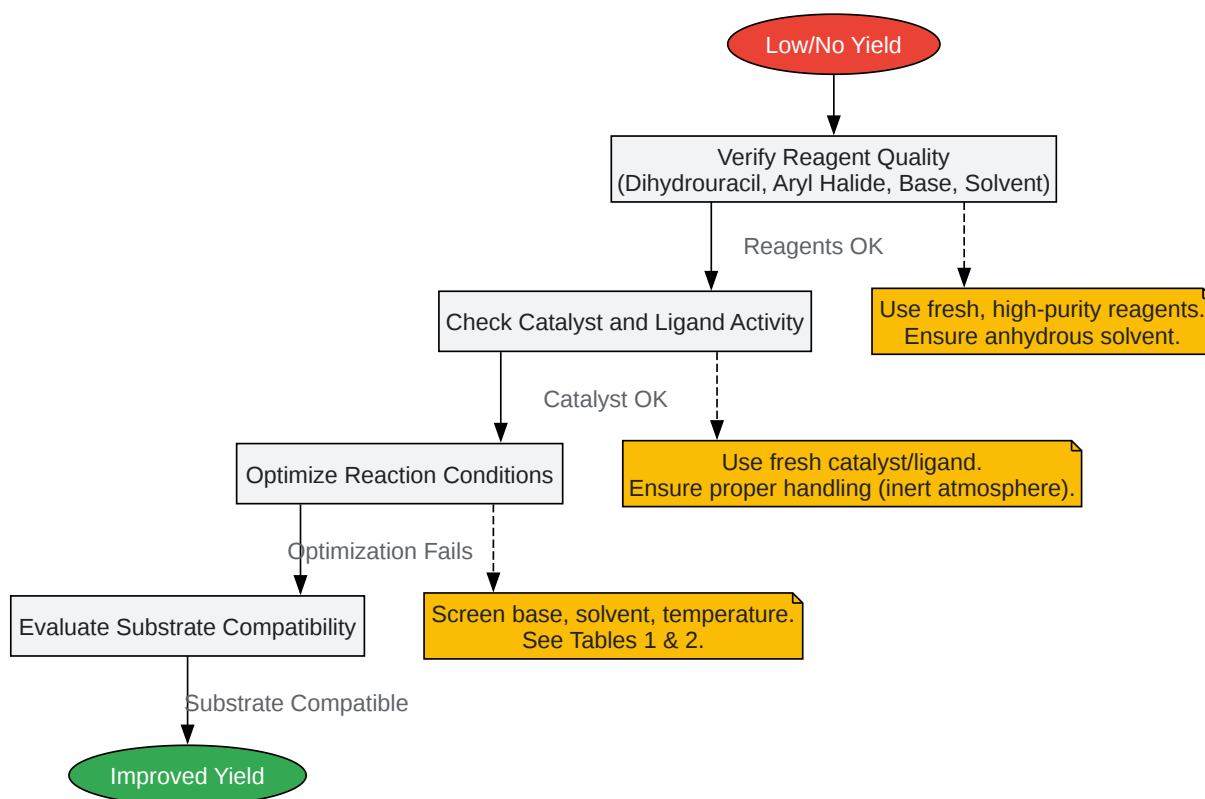 Low/No Yield
Verify Reagent Quality
(Dihydrouracil, Aryl Halide, Base, Solvent)
Reagents OK
Use fresh, high-purity reagents.
Ensure anhydrous solvent.
Check Catalyst and Ligand Activity
Catalyst OK
Use fresh catalyst/ligand.
Ensure proper handling (inert atmosphere).
Optimize Reaction Conditions
Optimization Fails
Screen base, solvent, temperature.
See Tables 1 & 2.
Evaluate Substrate Compatibility
Substrate Compatible
Improved Yield